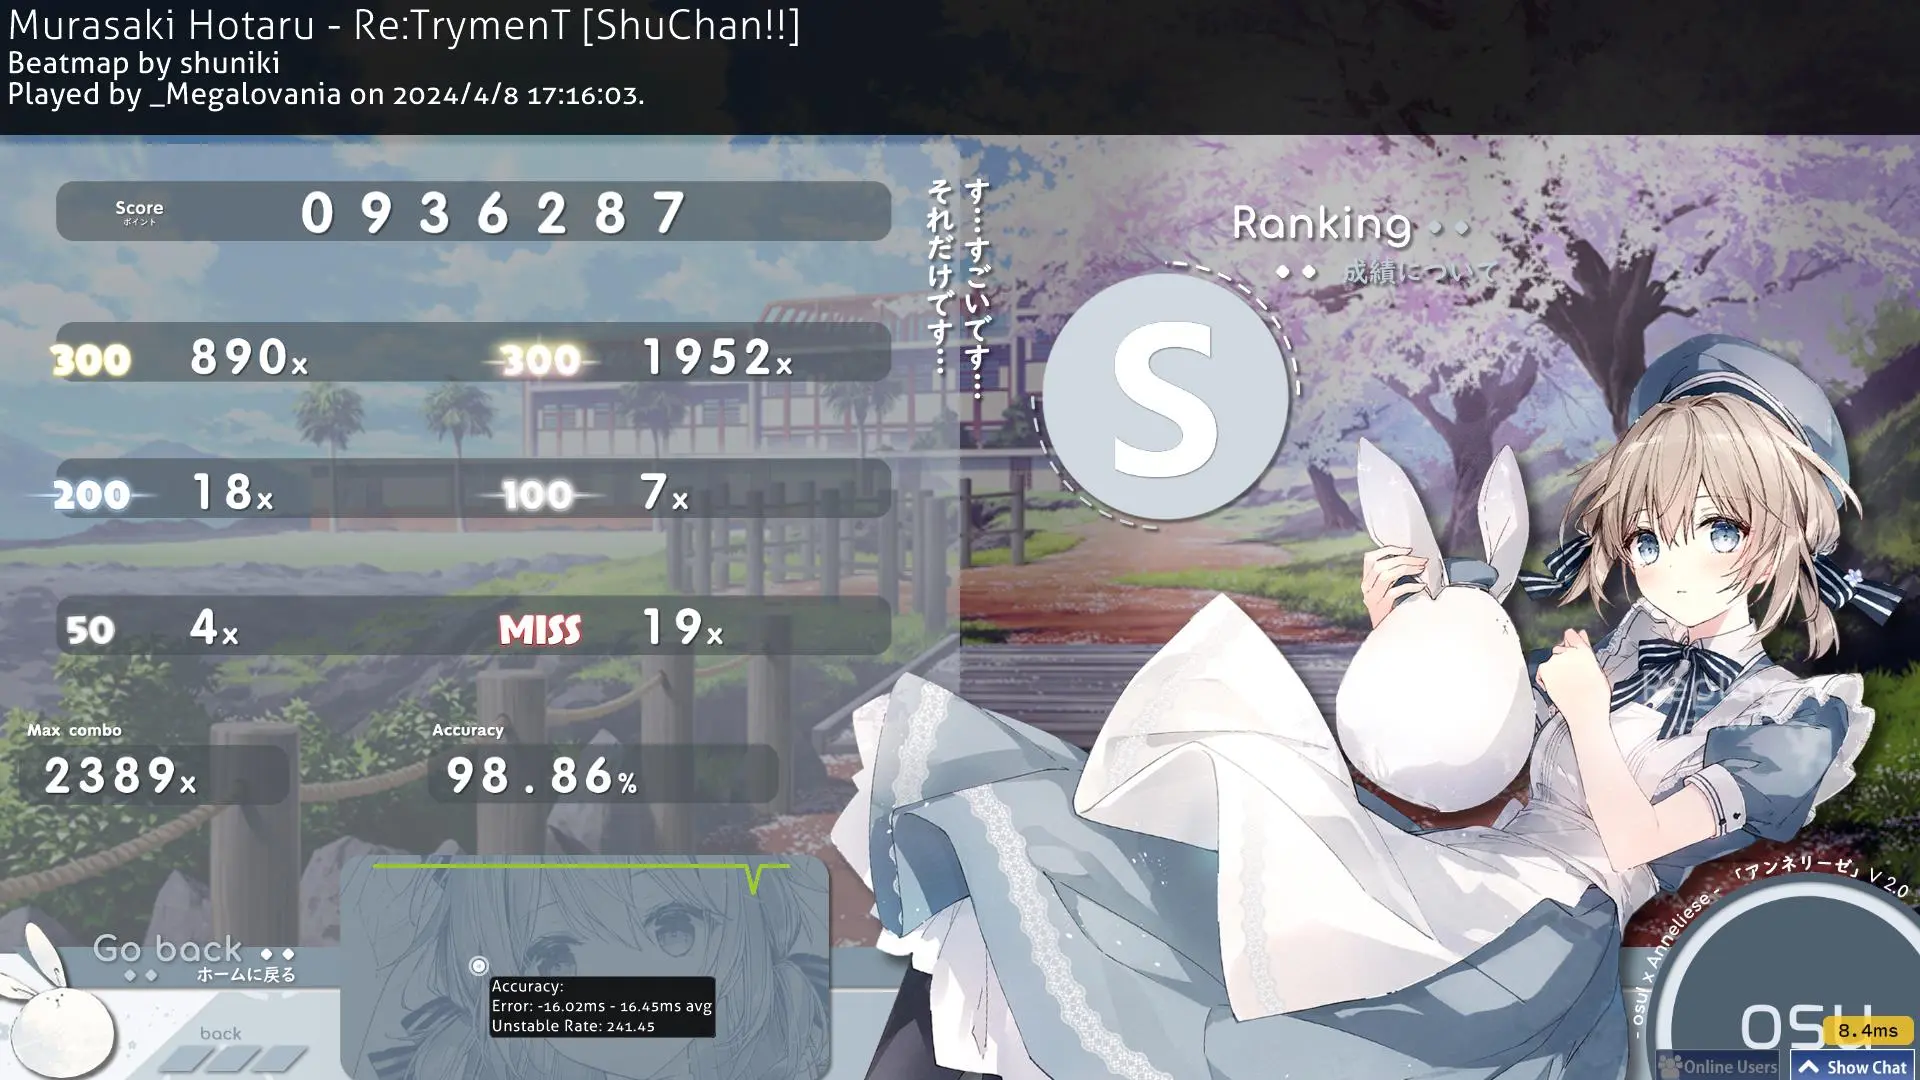 Murasaki Hotaru - Re:TrymenT [ShuChan!!]
Beatmap by shuniki
Played by _Megalovania on 2024/4/8 17:16:03.
Score
ポイント
0936287
す…すごいです…
それだけです…
Ranking
成績について
S
300 890x
300 1952x
200 18x
100 7x
50 4x
MISS 19x
Max combo
2389x
Accuracy
98.86%
Accuracy:
Error: -16.02ms - 16.45ms avg
Unstable Rate: 241.45
Go back
ホームに戻る
back
- osu! x Anneliese - 「アンネリーゼ」 V 2.0
osu
8.4ms
Online Users
Show Chat